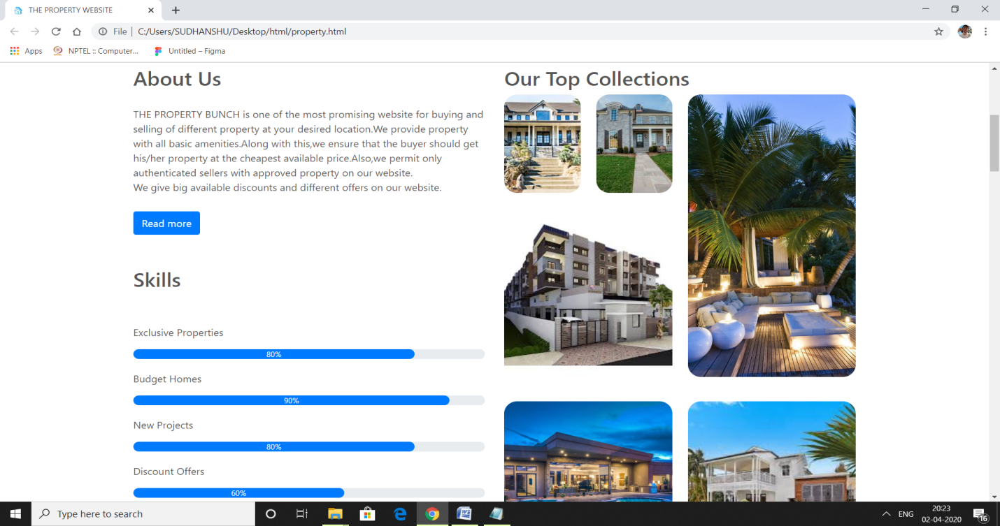 THE PROPERTY WEBSITE
File | C:/Users/SUDHANSHU/Desktop/html/property.html
Apps NPTEL :: Computer... Untitled – Figma
About Us
THE PROPERTY BUNCH is one of the most promising website for buying and
selling of different property at your desired location.We provide property
with all basic amenities.Along with this,we ensure that the buyer should get
his/her property at the cheapest available price.Also,we permit only
authenticated sellers with approved property on our website.
We give big available discounts and different offers on our website.
Read more
Skills
Exclusive Properties
80%
Budget Homes
90%
New Projects
80%
Discount Offers
60%
Our Top Collections
Type here to search
ENG
20:23
02-04-2020
16